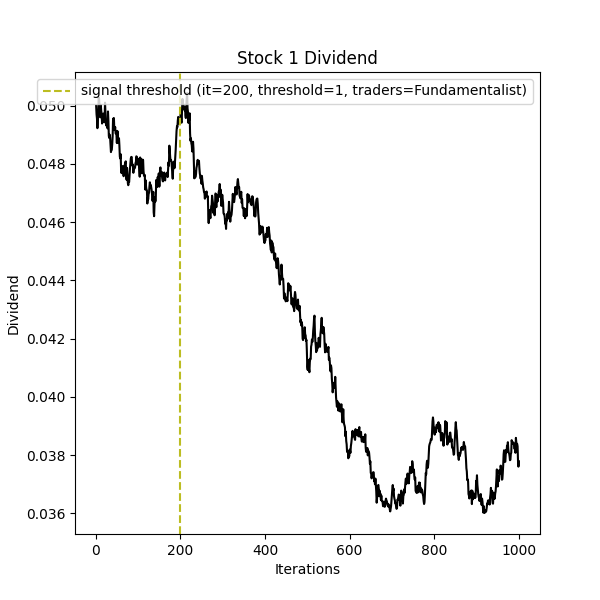 Stock 1 Dividend
signal threshold (it=200, threshold=1, traders=Fundamentalist)
0.050
0.048
0.046
0.044
0.042
0.040
0.038
0.036
Dividend
0 200 400 600 800 1000
Iterations